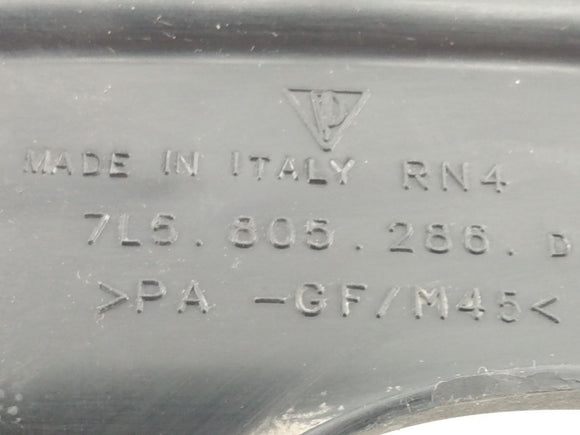 MADE IN ITALY RN4
7L5.805.286.D
>PA-GF/M45<